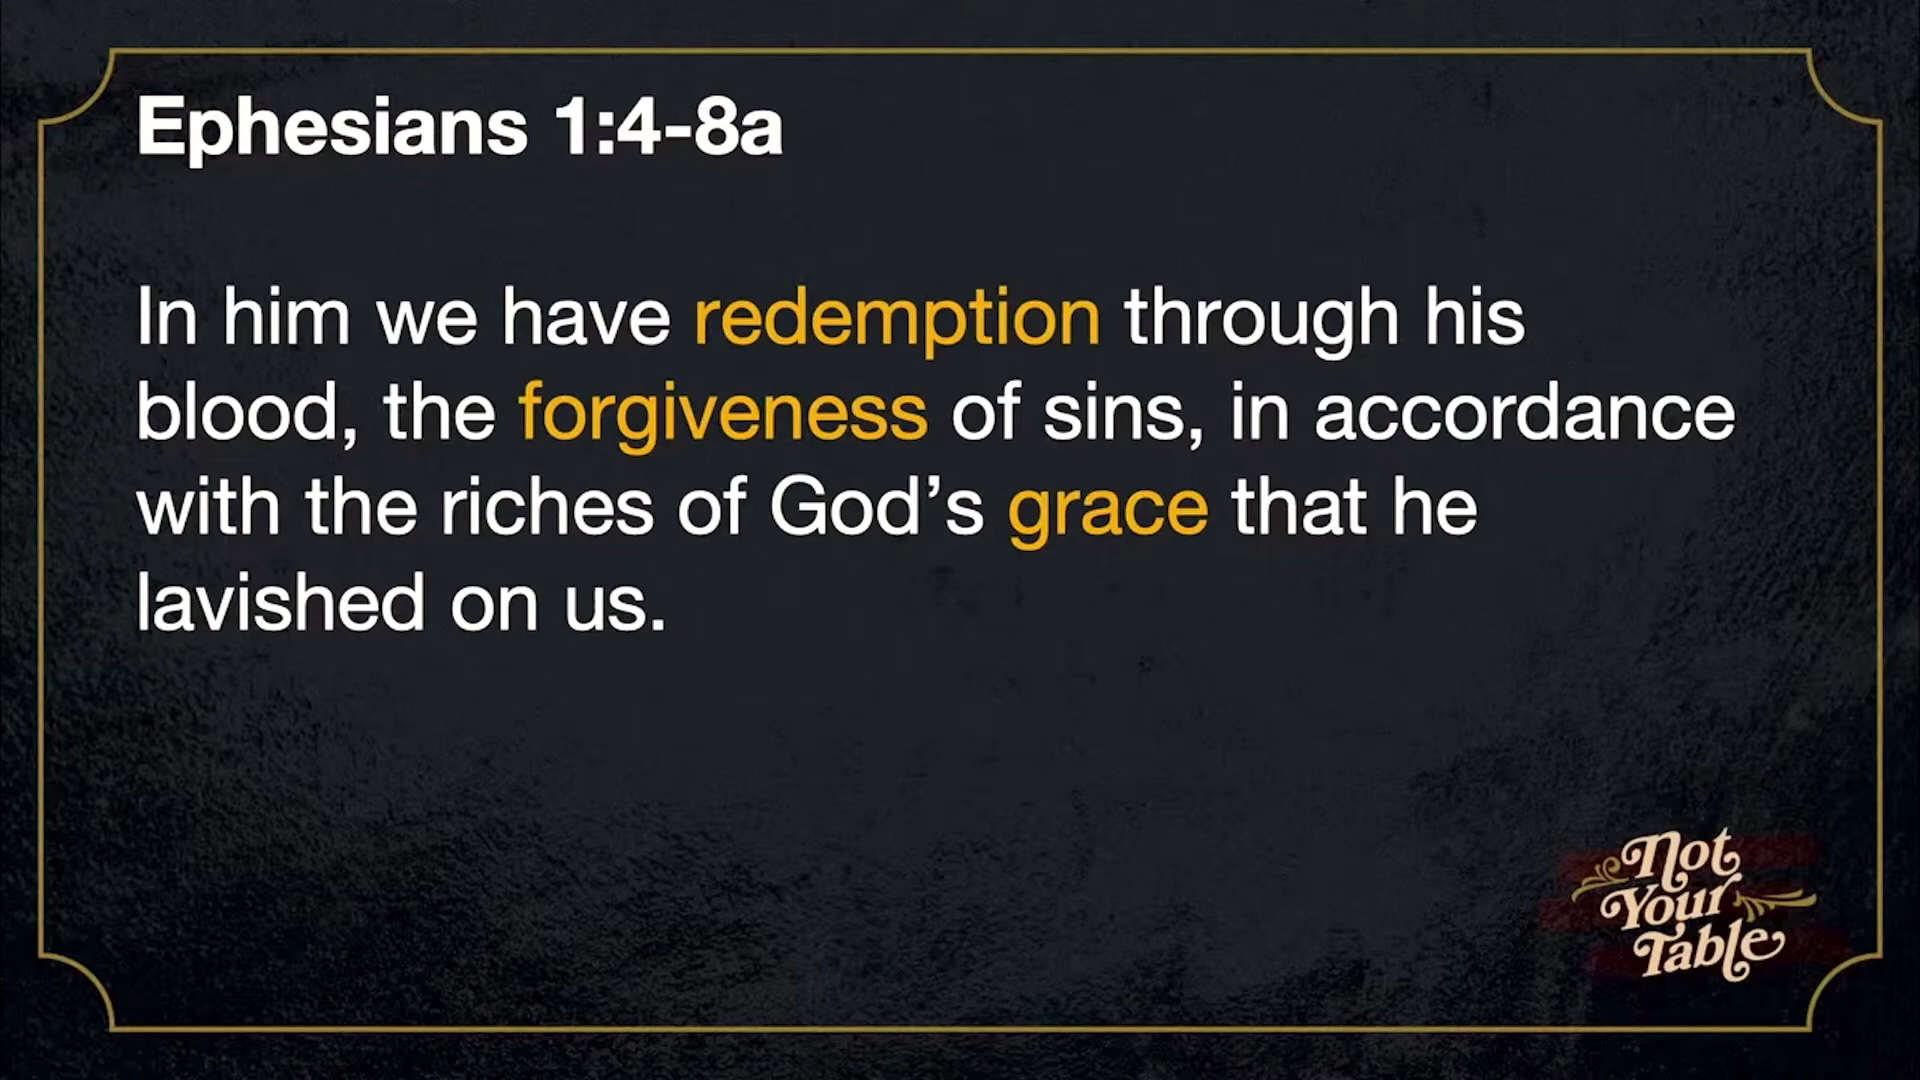 Ephesians 1:4-8a
In him we have redemption through his
blood, the forgiveness of sins, in accordance
with the riches of God’s grace that he
lavished on us.
Not
Your
Table